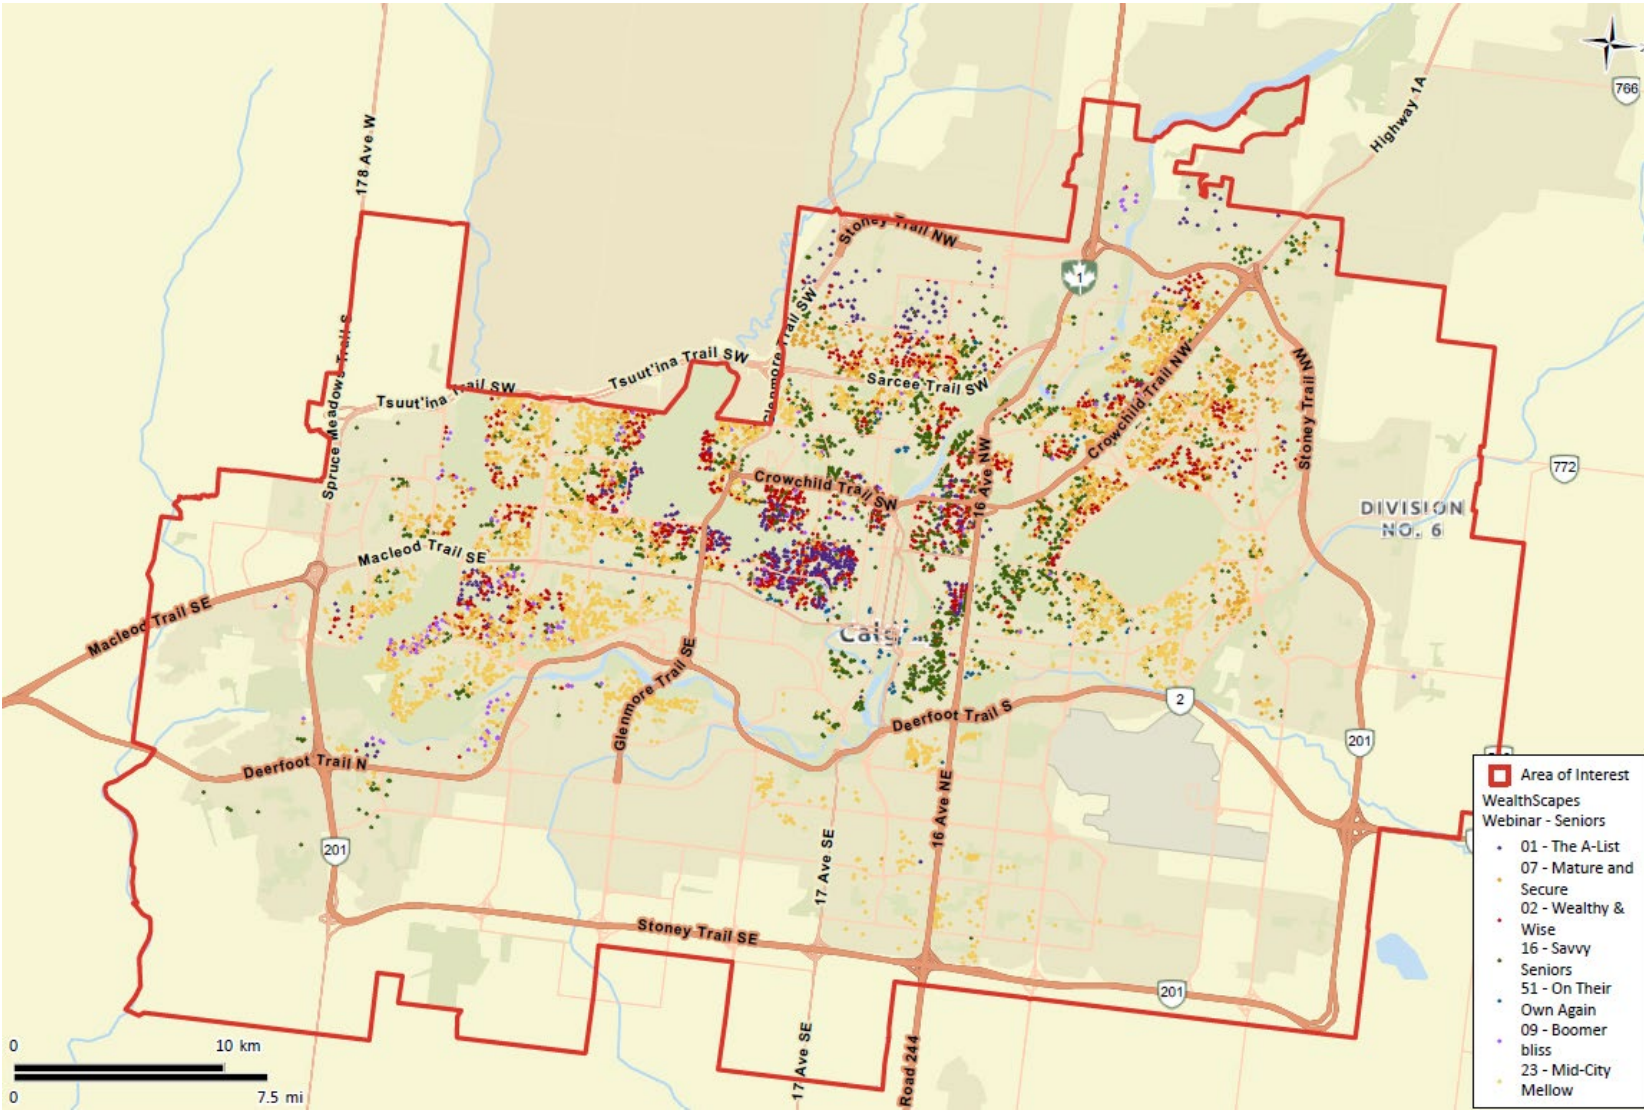 766
Highway 1A
178 Ave W
Stoney Trail NW
1
Glenmore Trail SW
Spruce Meadows Trail S
Tsuut'ina Trail SW
Tsuut'ina Trail SW
Sarcee Trail SW
Crowchild Trail NW
Stoney Trail NW
16 Ave NW
772
Crowchild Trail SW
DIVISION
NO. 6
Macleod Trail SE
Macleod Trail SE
Glenmore Trail SE
2
Deerfoot Trail S
201
Deerfoot Trail N
201
16 Ave NE
17 Ave SE
Stoney Trail SE
201
17 Ave SE
Road 244
0
10 km
0
7.5 mi
Area of Interest
WealthScapes
Webinar - Seniors
01 - The A-List
07 - Mature and
Secure
02 - Wealthy &
Wise
16 - Savvy
Seniors
51 - On Their
Own Again
09 - Boomer
bliss
23 - Mid-City
Mellow